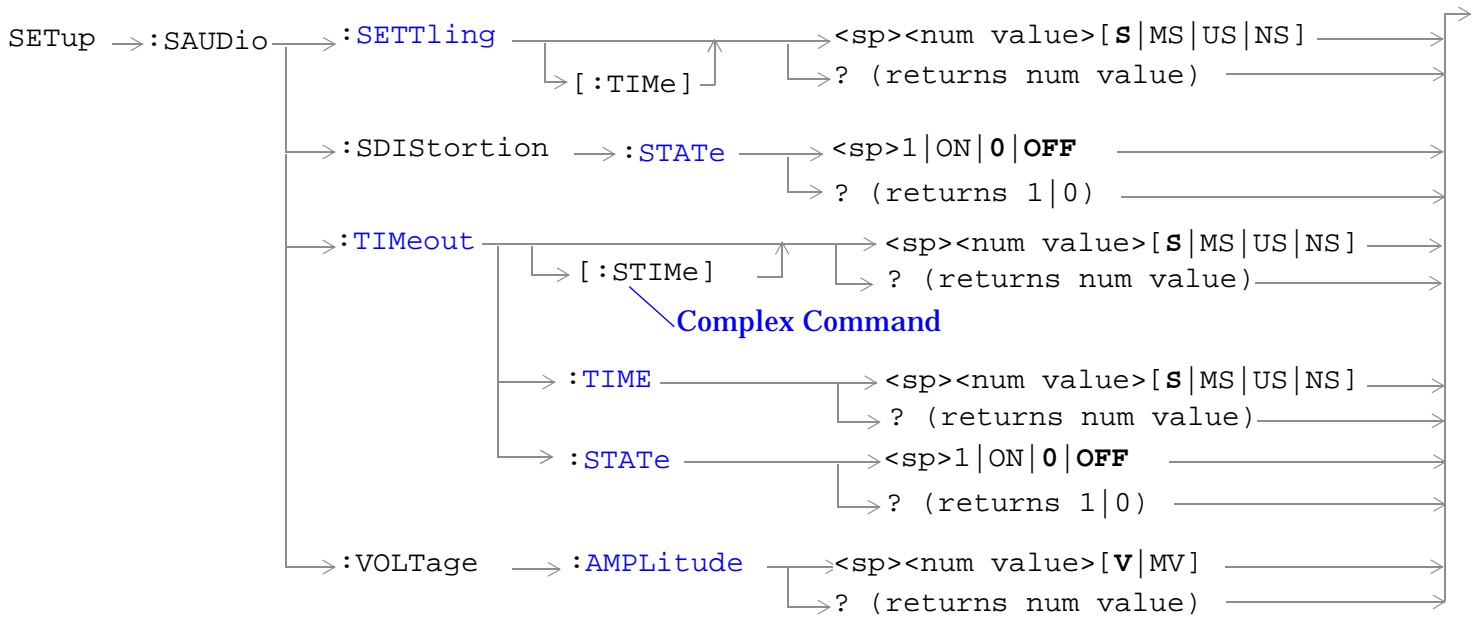 SETup :SAUDio :SETTling <sp><num value>[S|MS|US|NS]
[:TIMe] ? (returns num value)
:SDIStortion :STATe <sp>1|ON|0|OFF
? (returns 1|0)
:TIMeout <sp><num value>[S|MS|US|NS]
[:STIMe] ? (returns num value)
Complex Command
:TIME <sp><num value>[S|MS|US|NS]
? (returns num value)
:STATe <sp>1|ON|0|OFF
? (returns 1|0)
:VOLTage :AMPLitude <sp><num value>[V|MV]
? (returns num value)